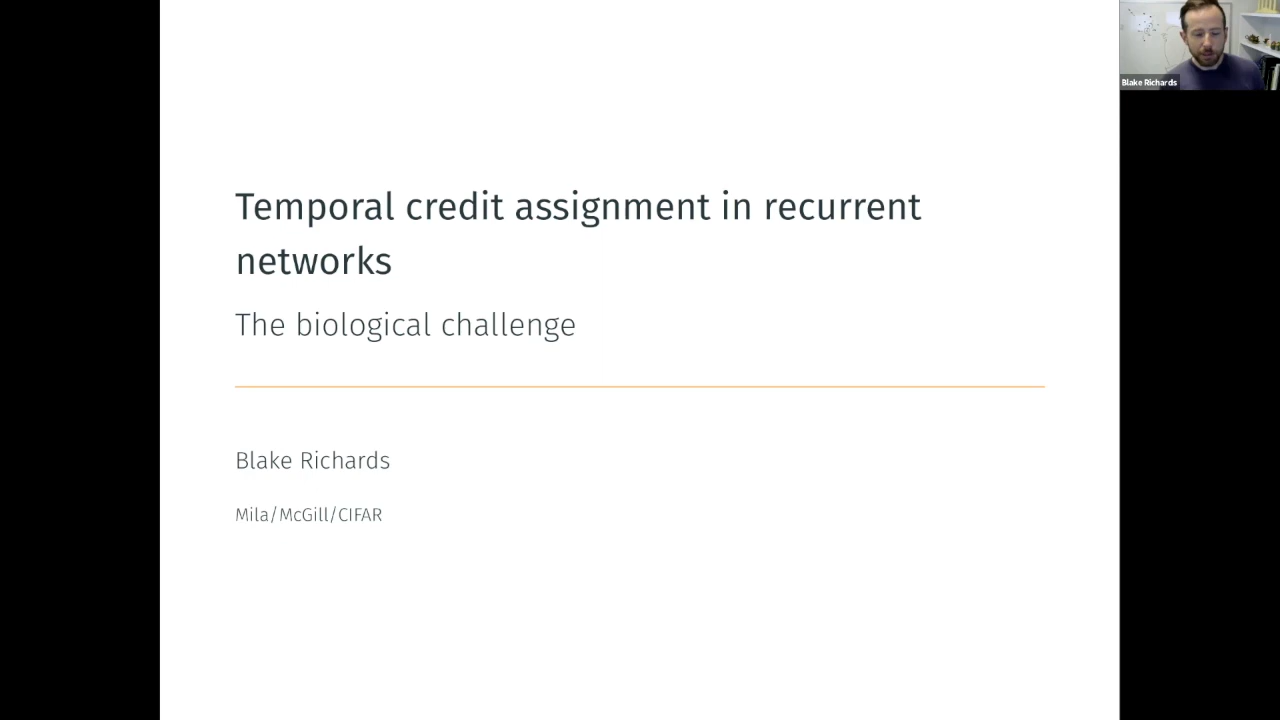 Temporal credit assignment in recurrent
networks
The biological challenge
Blake Richards
Mila/McGill/CIFAR
Blake Richards